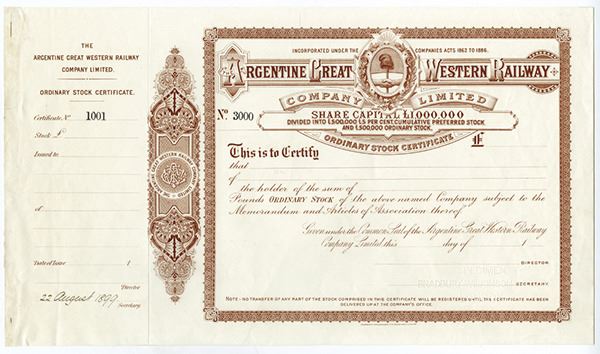 THE
ARGENTINE GREAT WESTERN RAILWAY
COMPANY LIMITED.
ORDINARY STOCK CERTIFICATE.
Certificate, No 1001
Stock £
Issued to
of
Date of Issue 1
Director
22 August 1899
Secretary
INCORPORATED UNDER THE COMPANIES ACTS 1862 TO 1886.
ARGENTINE GREAT WESTERN RAILWAY
COMPANY LIMITED
SHARE CAPITAL £1,000,000
DIVIDED INTO £500,000 £5 PER CENT. CUMULATIVE PREFERRED STOCK.
AND £500,000 ORDINARY STOCK.
ORDINARY STOCK CERTIFICATE
No. 3000
£
This is to Certify
that
of
the holder of the sum of
Pounds ORDINARY STOCK of the above named Company subject to the
Memorandum and Articles of Association thereof.
Given under the Common Seal of the Argentine Great Western Railway
Company Limited this day of 1
DIRECTOR.
SPECIMEN
SECRETARY.
NOTE - NO TRANSFER OF ANY PART OF THE STOCK COMPRISED IN THIS CERTIFICATE WILL BE REGISTERED UNTIL THIS CERTIFICATE HAS BEEN
DELIVERED UP AT THE COMPANY'S OFFICE.